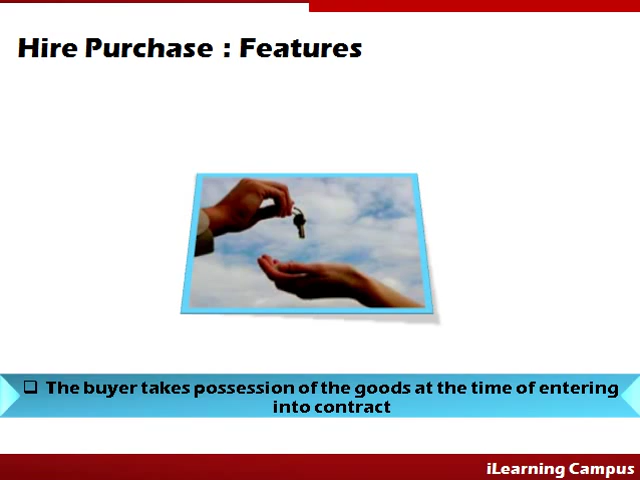 Hire Purchase : Features
❑ The buyer takes possession of the goods at the time of entering
into contract
iLearning Campus